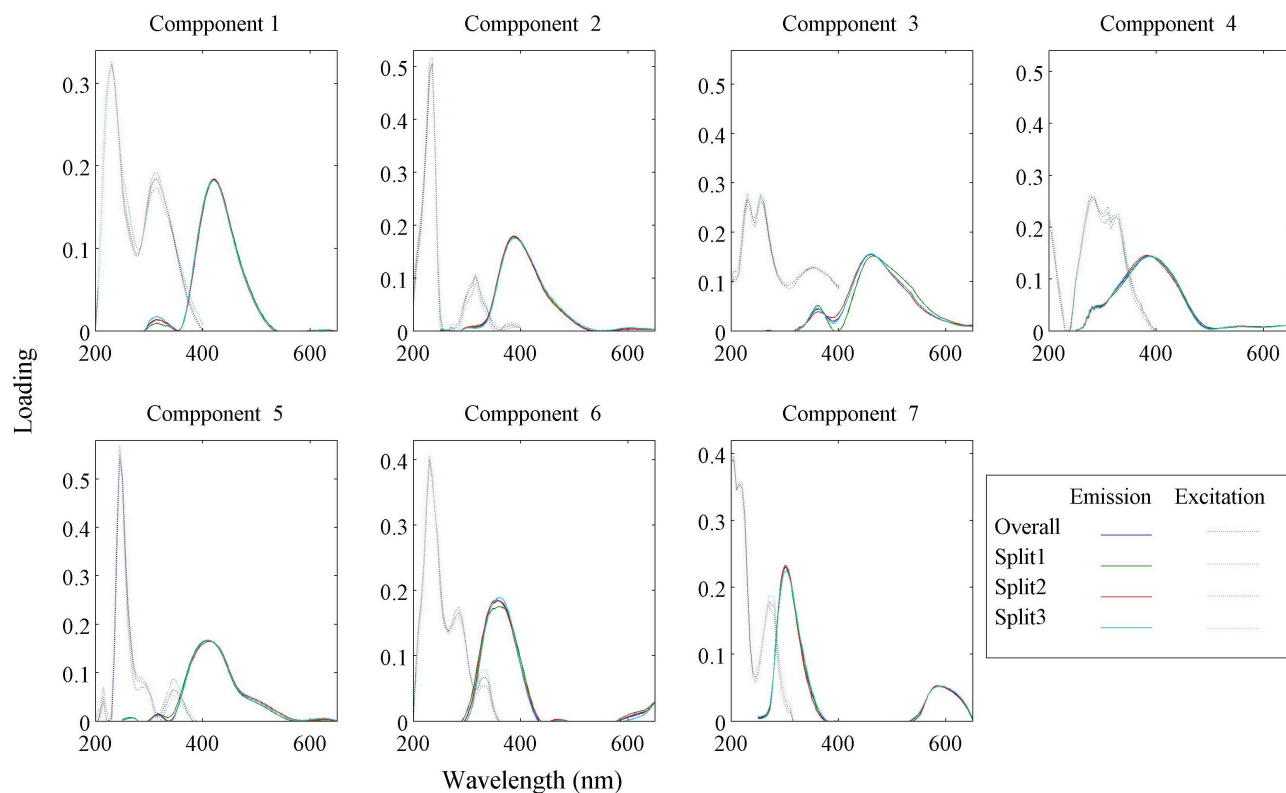 Compponent 1
Compponent 2
Compponent 3
Compponent 4
0.3
0.2
0.1
0
200 400 600
0.5
0.4
0.3
0.2
0.1
0
200 400 600
0.5
0.4
0.3
0.2
0.1
0
200 400 600
0.5
0.4
0.3
0.2
0.1
0
200 400 600
Loading
Compponent 5
Compponent 6
Compponent 7
0.5
0.4
0.3
0.2
0.1
0
200 400 600
0.4
0.3
0.2
0.1
0
200 400 600
0.4
0.3
0.2
0.1
0
200 400 600
Emission Excitation
Overall
Split1
Split2
Split3
Wavelength (nm)